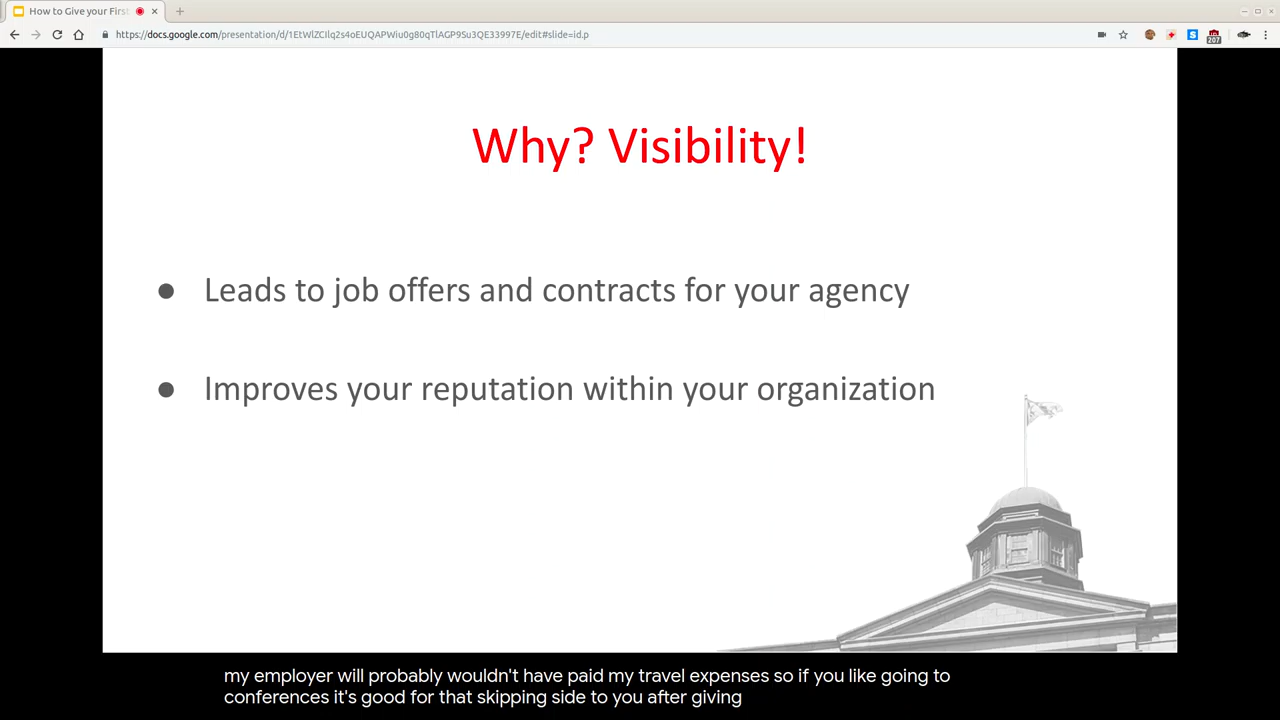 How to Give your Firs
https://docs.google.com/presentation/d/1EtWlZCIlq2s4oEUQAPWiu0g80qTlAGP9Su3QE33997E/edit#slide=id.p
207
Why? Visibility!
● Leads to job offers and contracts for your agency
● Improves your reputation within your organization
my employer will probably wouldn't have paid my travel expenses so if you like going to
conferences it's good for that skipping side to you after giving